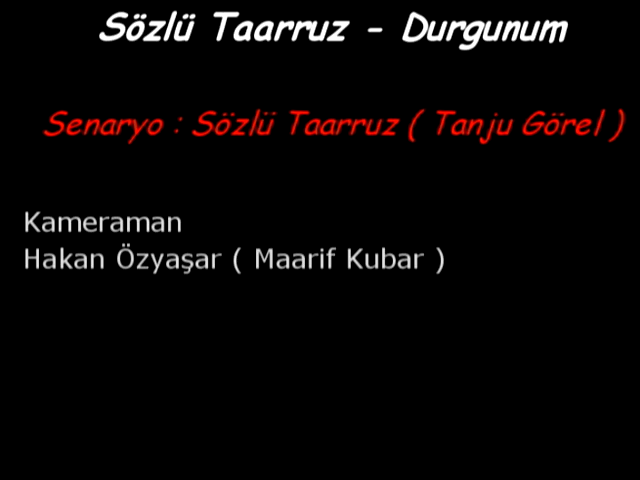 Sözlü Taarruz - Durgunum
Senaryo : Sözlü Taarruz ( Tanju Görel )
Kameraman
Hakan Özyaşar ( Maarif Kubar )